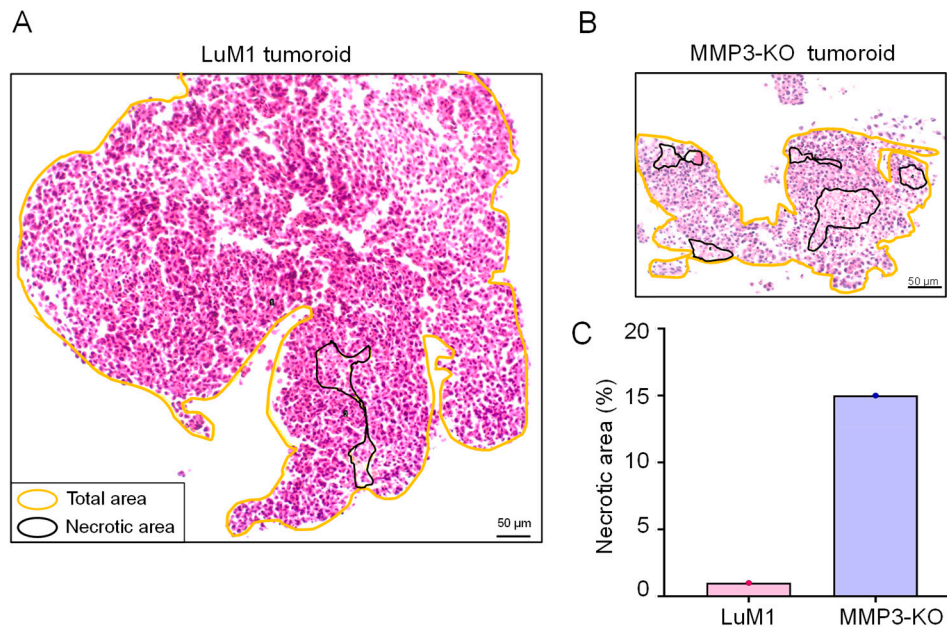 A
LuM1 tumoroid
Total area
Necrotic area
50 µm
B
MMP3-KO tumoroid
50 µm
C
Necrotic area (%)
20
15
10
5
0
LuM1
MMP3-KO